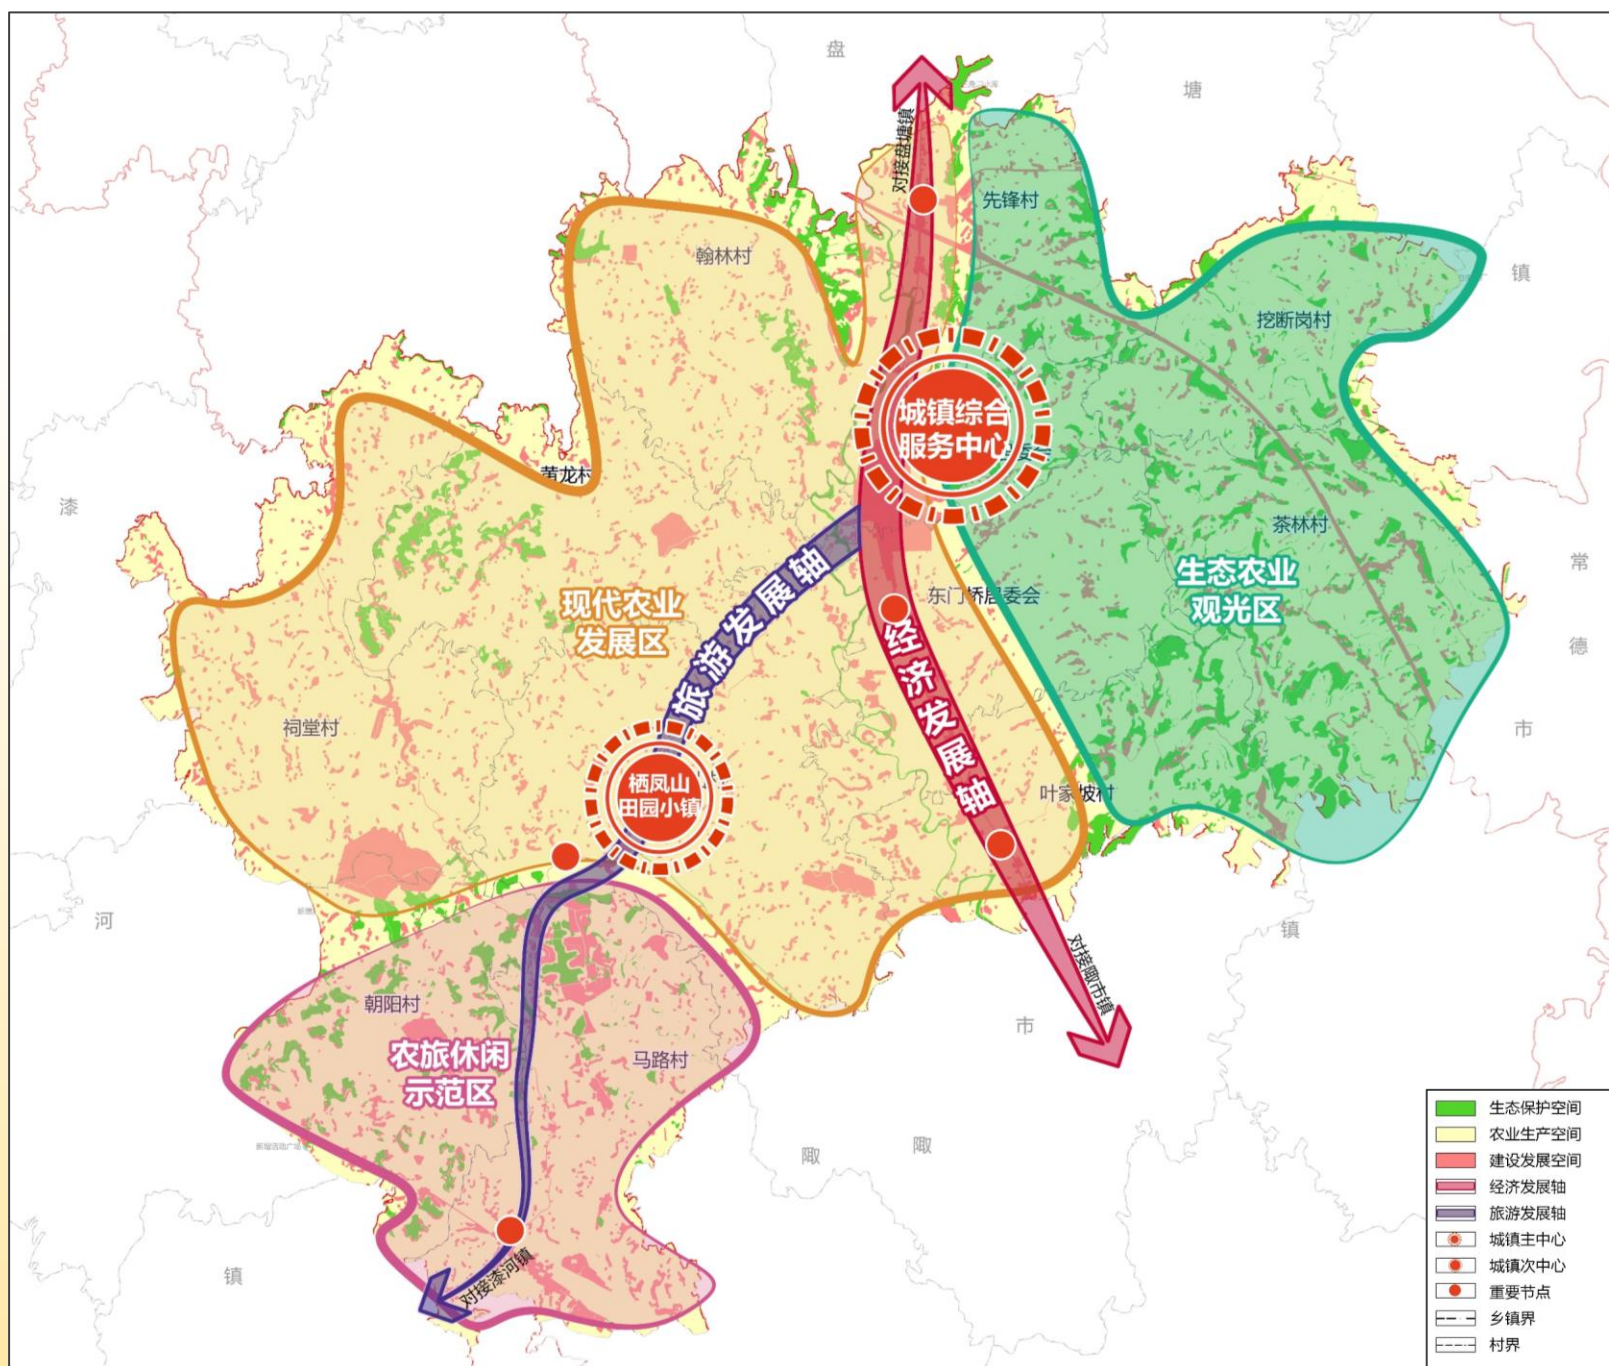 盘
塘
镇
对接盘塘镇
先锋村
翰林村
挖断岗村
城镇综合
服务中心
黄龙村
漆
茶林村
常
德
市
生态农业
观光区
现代农业
发展区
东门桥居委会
旅游发展轴
经济发展轴
祠堂村
栖凤山
田园小镇
叶家坡村
河
镇
对接陬市镇
朝阳村
市
农旅休闲
示范区
马路村
陬
陬
镇
对接漆河镇
生态保护空间
农业生产空间
建设发展空间
经济发展轴
旅游发展轴
城镇主中心
城镇次中心
重要节点
乡镇界
村界